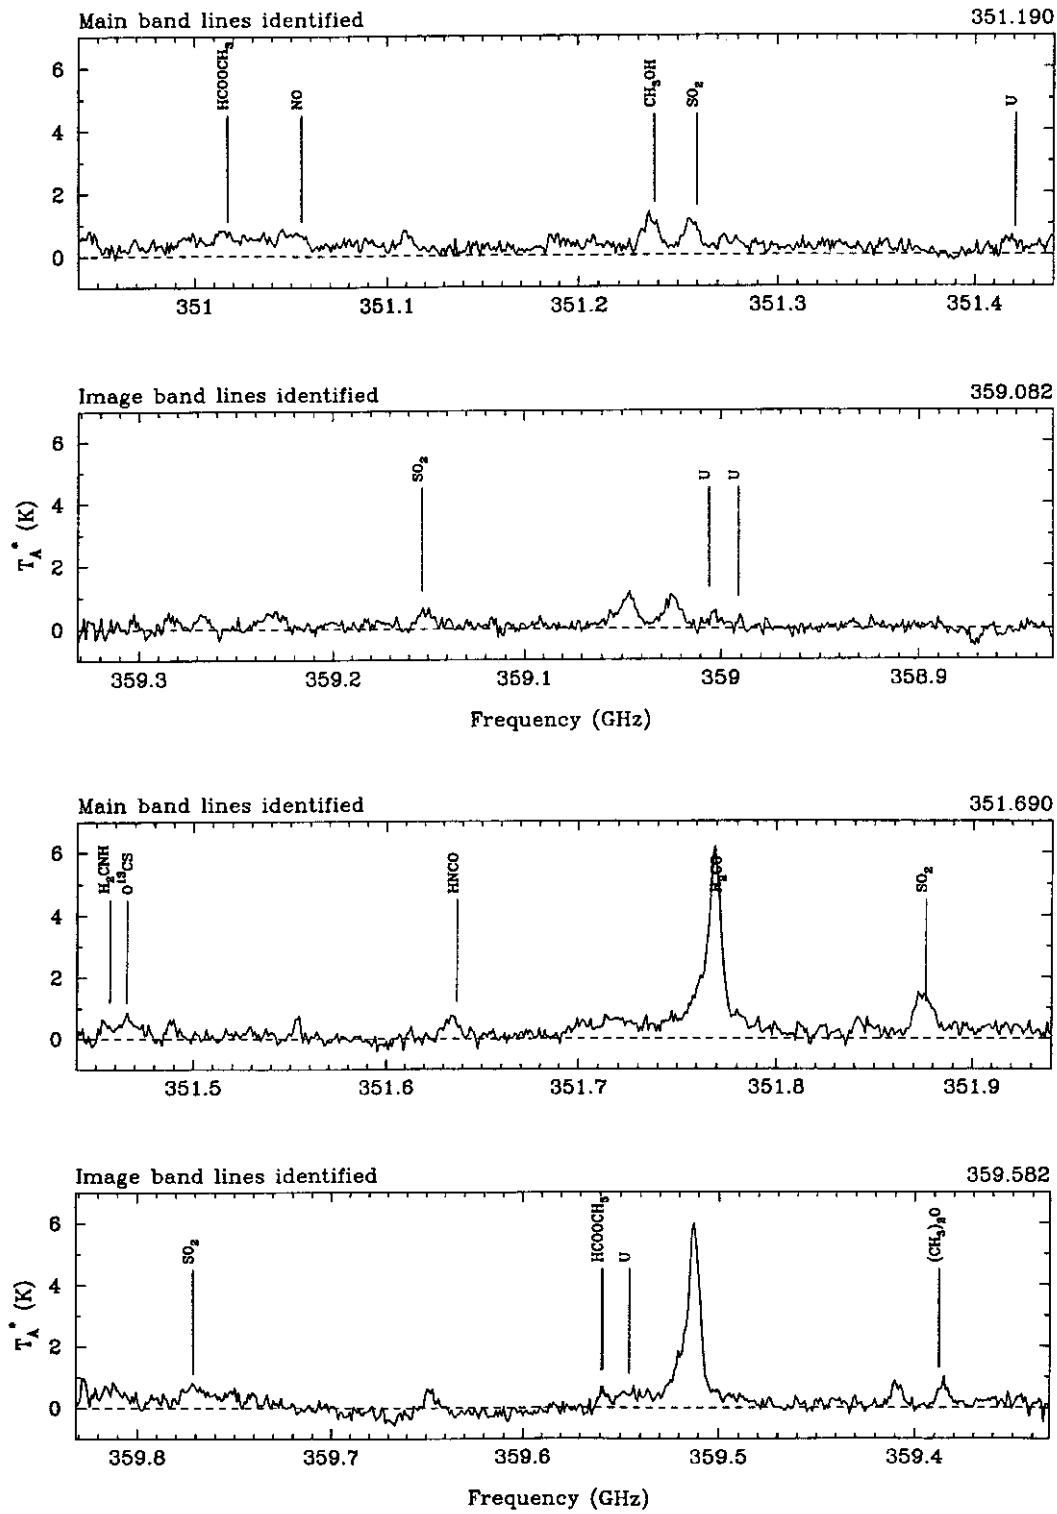 Main band lines identified 351.190
HCOOCH₃ NO CH₃OH SO₂ U
6
4
2
0
351 351.1 351.2 351.3 351.4
Image band lines identified 359.082
SO₂ U U
6
4
2
0
T_A* (K)
359.3 359.2 359.1 359 358.9
Frequency (GHz)
Main band lines identified 351.690
H₂CNH O¹³CS HNCO H₂CO SO₂
6
4
2
0
351.5 351.6 351.7 351.8 351.9
Image band lines identified 359.582
SO₂ HCOOCH₃ U (CH₃)₂O
6
4
2
0
T_A* (K)
359.8 359.7 359.6 359.5 359.4
Frequency (GHz)